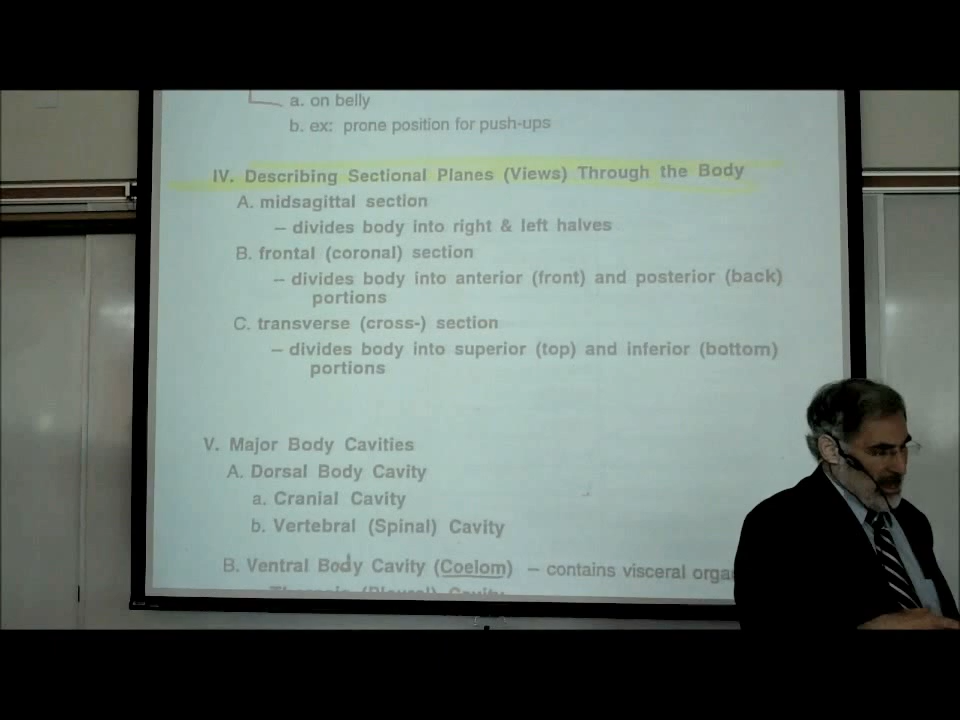 a. on belly
b. ex: prone position for push-ups
IV. Describing Sectional Planes (Views) Through the Body
A. midsagittal section
– divides body into right & left halves
B. frontal (coronal) section
– divides body into anterior (front) and posterior (back)
portions
C. transverse (cross-) section
– divides body into superior (top) and inferior (bottom)
portions
V. Major Body Cavities
A. Dorsal Body Cavity
a. Cranial Cavity
b. Vertebral (Spinal) Cavity
B. Ventral Body Cavity (Coelom) – contains visceral